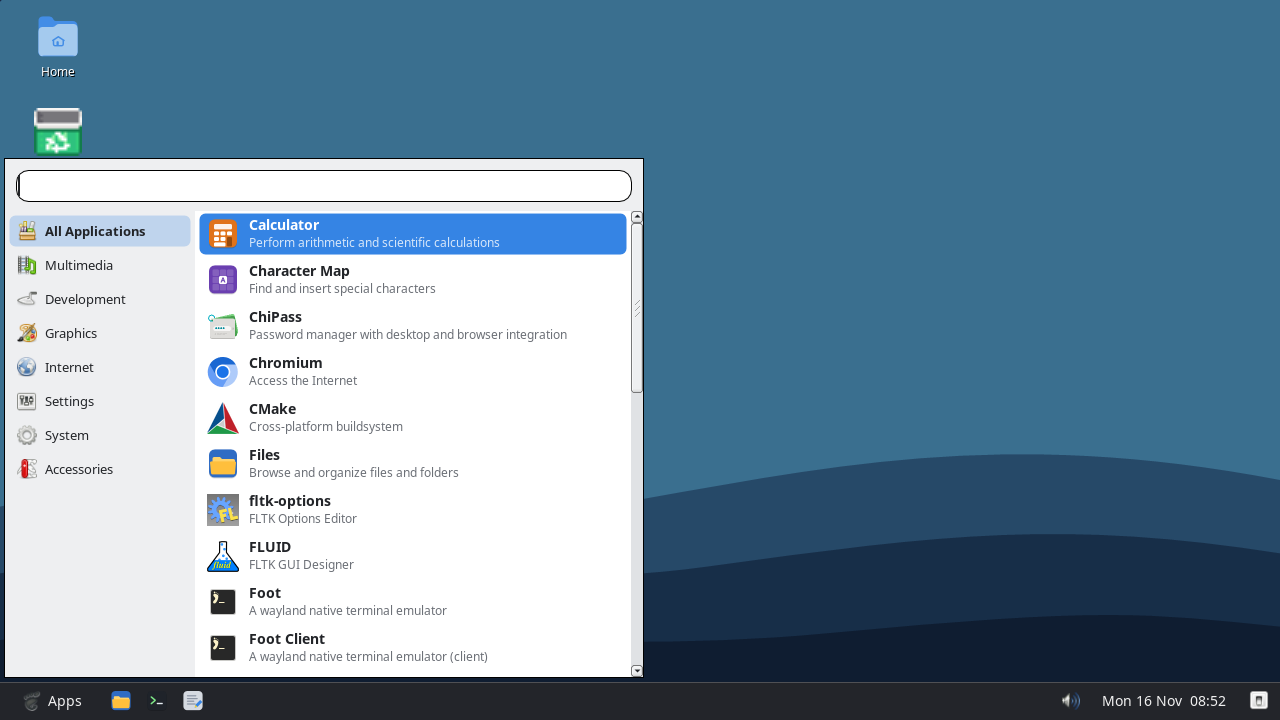 Home
All Applications
Multimedia
Development
Graphics
Internet
Settings
System
Accessories
Calculator
Perform arithmetic and scientific calculations
Character Map
Find and insert special characters
ChiPass
Password manager with desktop and browser integration
Chromium
Access the Internet
CMake
Cross-platform buildsystem
Files
Browse and organize files and folders
fltk-options
FLTK Options Editor
FLUID
FLTK GUI Designer
Foot
A wayland native terminal emulator
Foot Client
A wayland native terminal emulator (client)
Apps
Mon 16 Nov 08:52